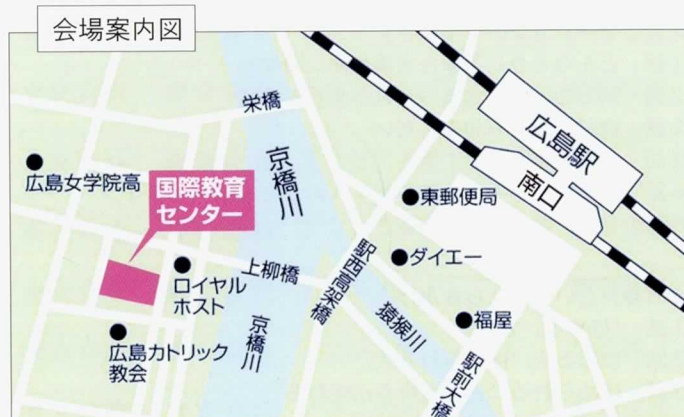 会場案内図
栄橋
広島駅
南口
京橋川
広島女学院高
国際教育
センター
東郵便局
ダイエー
駅西高架橋
上柳橋
ロイヤル
ホスト
京橋川
猿猴川
福屋
広島カトリック
教会
駅前大橋